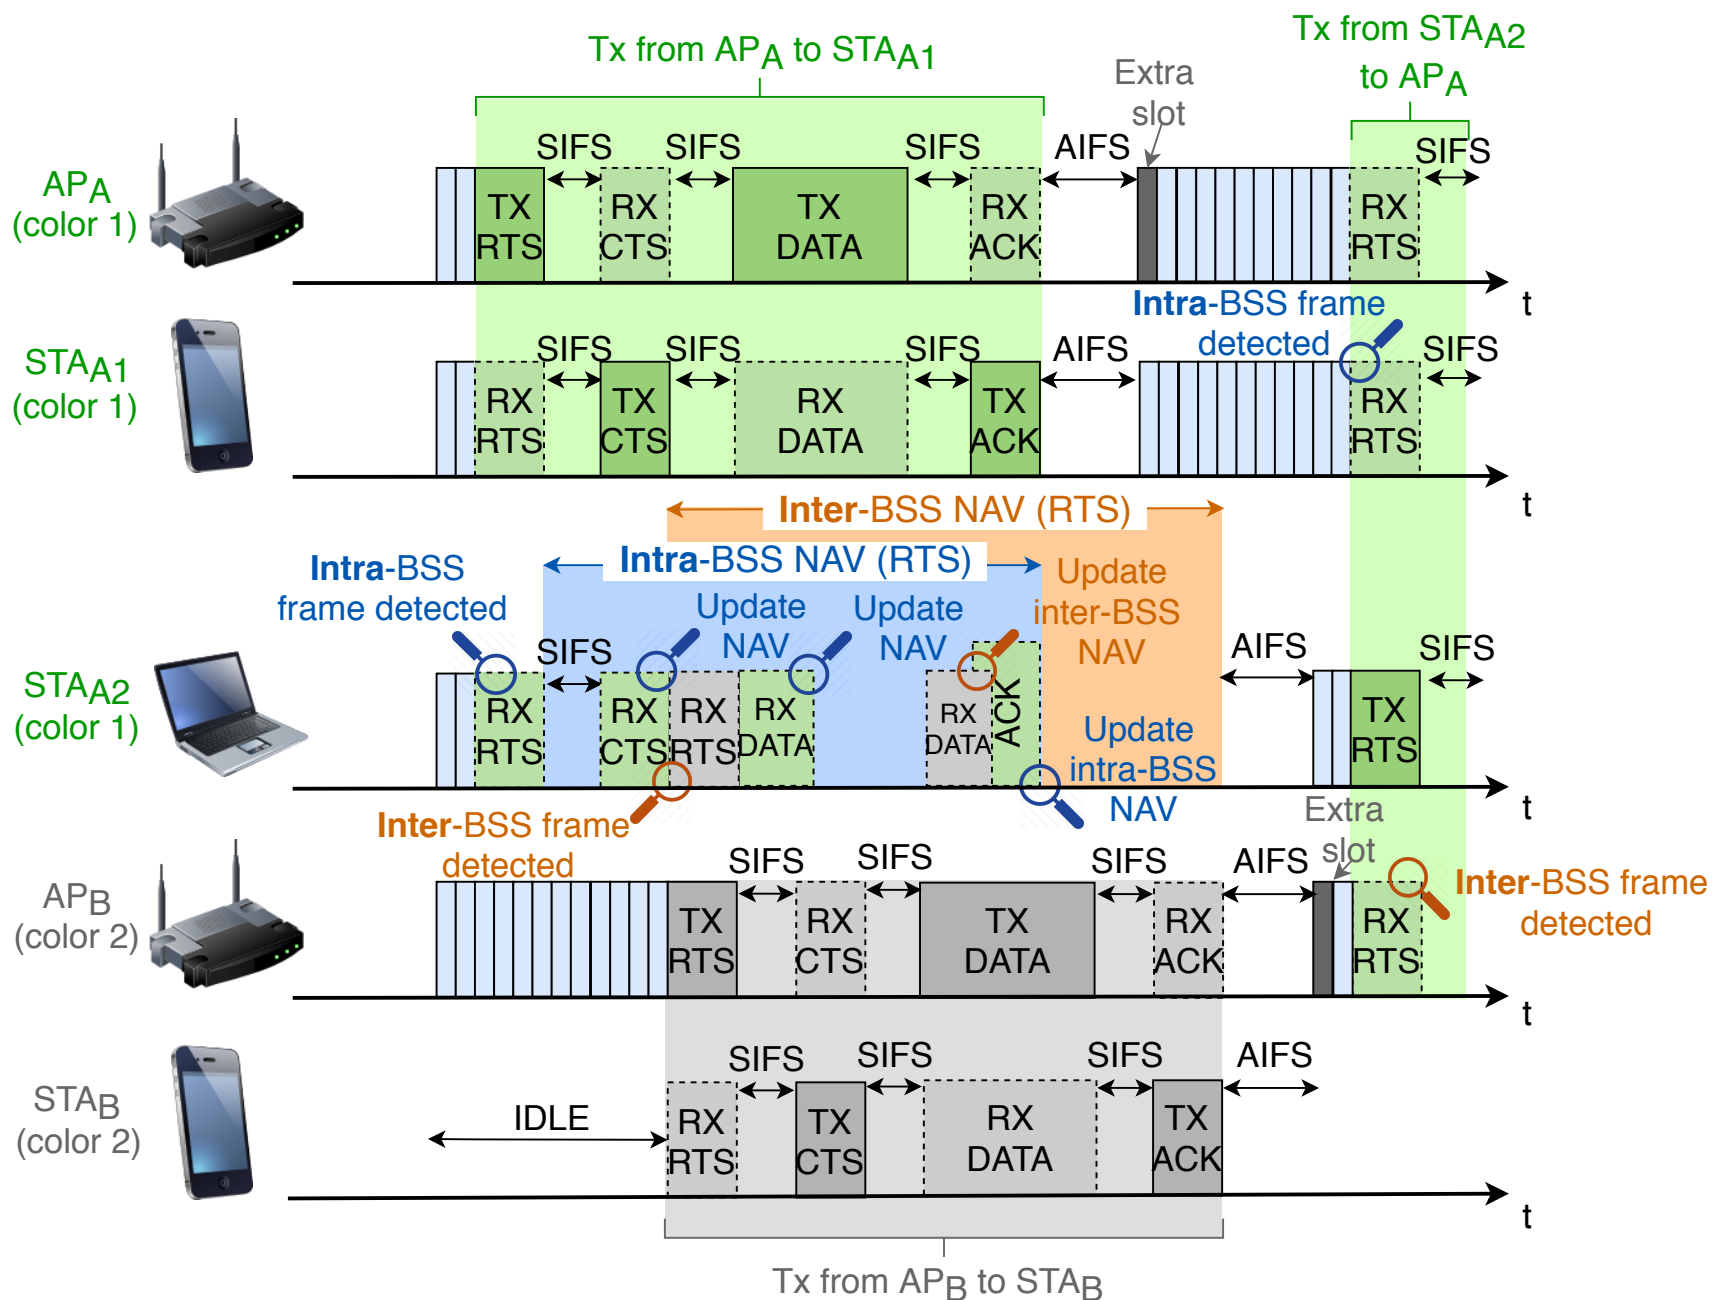 Tx from APA to STAA1
Tx from STAA2
to APA
Extra
slot
APA
(color 1)
SIFS
SIFS
SIFS
AIFS
SIFS
TX
RTS
RX
CTS
TX
DATA
RX
ACK
RX
RTS
t
Intra-BSS frame
detected
STAA1
(color 1)
SIFS
SIFS
SIFS
AIFS
SIFS
RX
RTS
TX
CTS
RX
DATA
TX
ACK
RX
RTS
t
Inter-BSS NAV (RTS)
Intra-BSS NAV (RTS)
Intra-BSS
frame detected
Update
NAV
Update
NAV
Update
inter-BSS
NAV
STAA2
(color 1)
SIFS
AIFS
SIFS
RX
RTS
RX
CTS
RX
RTS
RX
DATA
RX
DATA
ACK
TX
RTS
Update
intra-BSS
NAV
t
Inter-BSS frame
detected
Extra
slot
APB
(color 2)
SIFS
SIFS
SIFS
AIFS
TX
RTS
RX
CTS
TX
DATA
RX
ACK
RX
RTS
Inter-BSS frame
detected
t
STAB
(color 2)
IDLE
SIFS
SIFS
SIFS
AIFS
RX
RTS
TX
CTS
RX
DATA
TX
ACK
t
Tx from APB to STAB